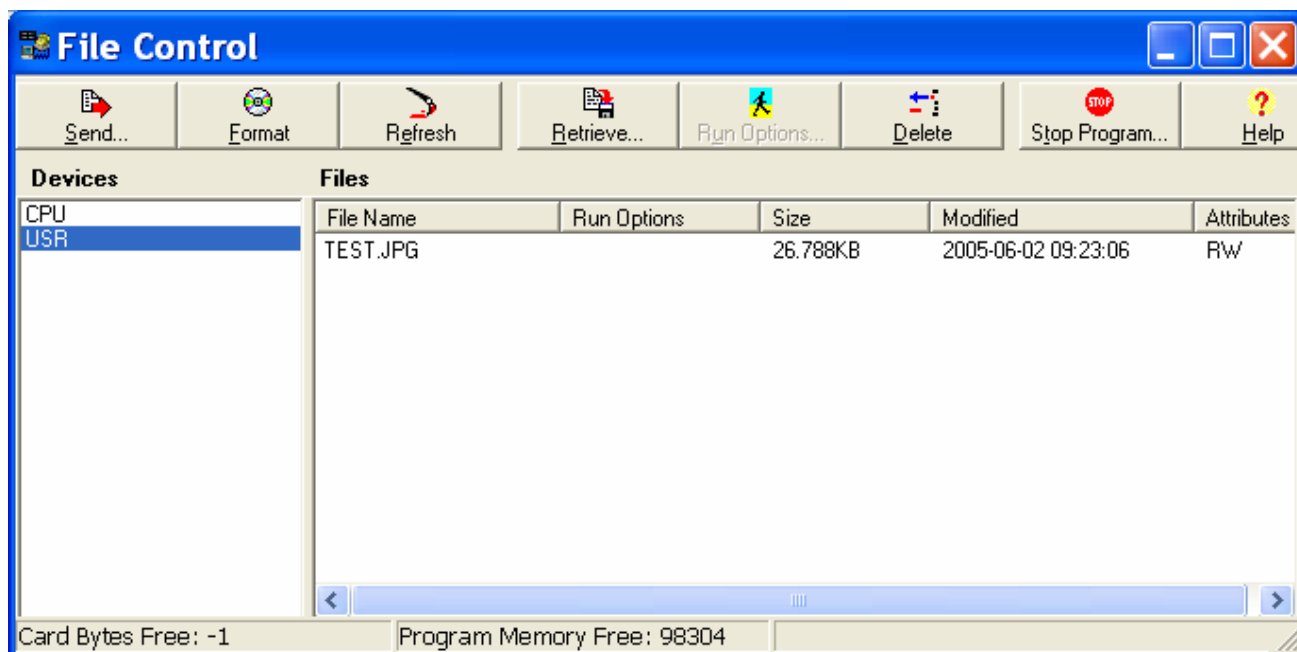 File Control
Send... Format Refresh Retrieve... Run Options... Delete Stop Program... Help
Devices Files
CPU
USR
File Name Run Options Size Modified Attributes
TEST.JPG 26.788KB 2005-06-02 09:23:06 RW
Card Bytes Free: -1 Program Memory Free: 98304